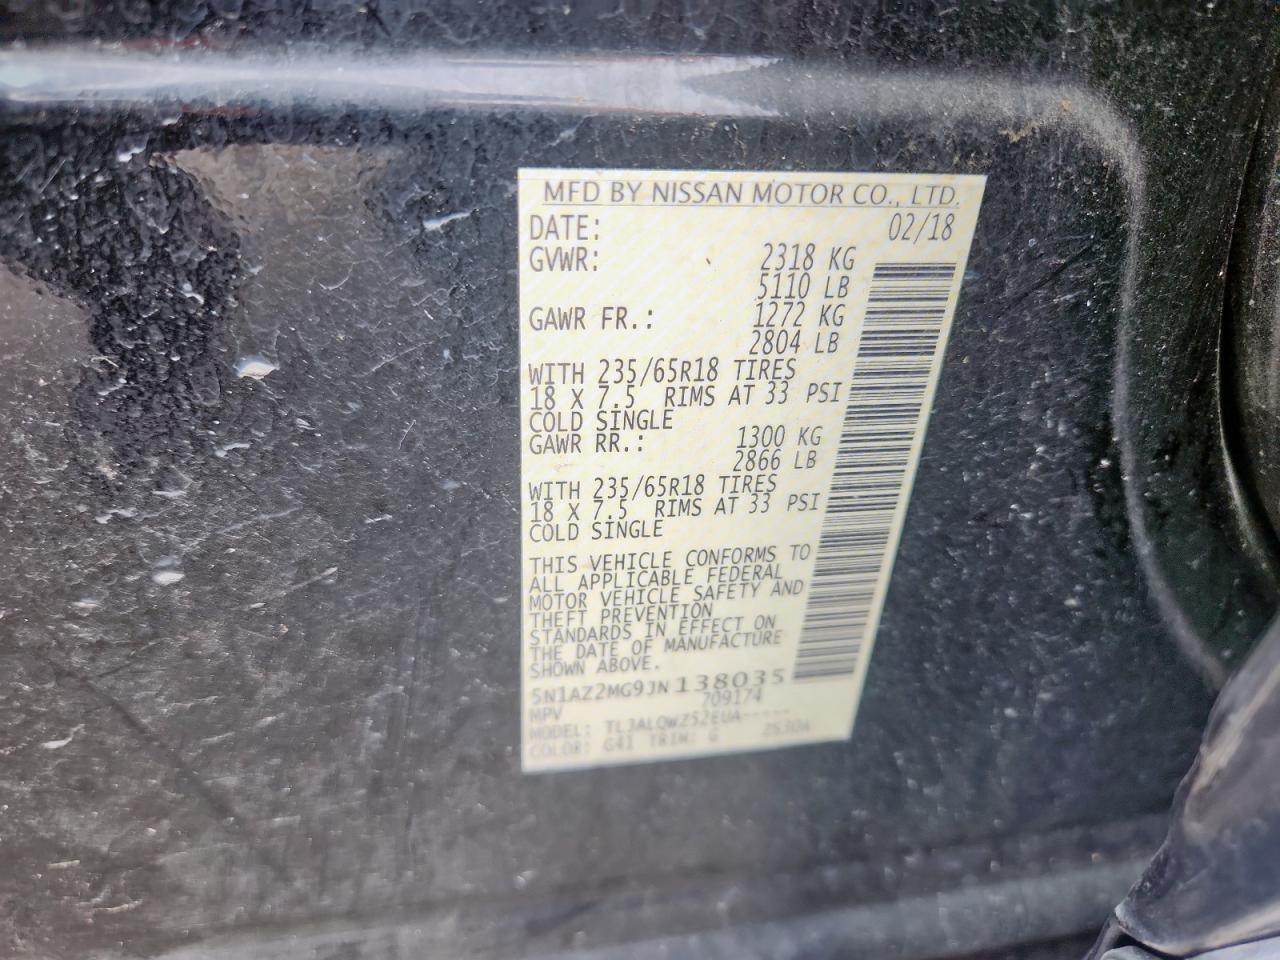 MFD BY NISSAN MOTOR CO., LTD.
DATE: 02/18
GVWR: 2318 KG
5110 LB
GAWR FR.: 1272 KG
2804 LB
WITH 235/65R18 TIRES
18 X 7.5 RIMS AT 33 PSI
COLD SINGLE
GAWR RR.: 1300 KG
2866 LB
WITH 235/65R18 TIRES
18 X 7.5 RIMS AT 33 PSI
COLD SINGLE
THIS VEHICLE CONFORMS TO
ALL APPLICABLE FEDERAL
MOTOR VEHICLE SAFETY AND
THEFT PREVENTION
STANDARDS IN EFFECT ON
THE DATE OF MANUFACTURE
SHOWN ABOVE.
5N1AZ2MG9JN138035
MPV 709174
MODEL:
COLOR: G41 TRIM: G